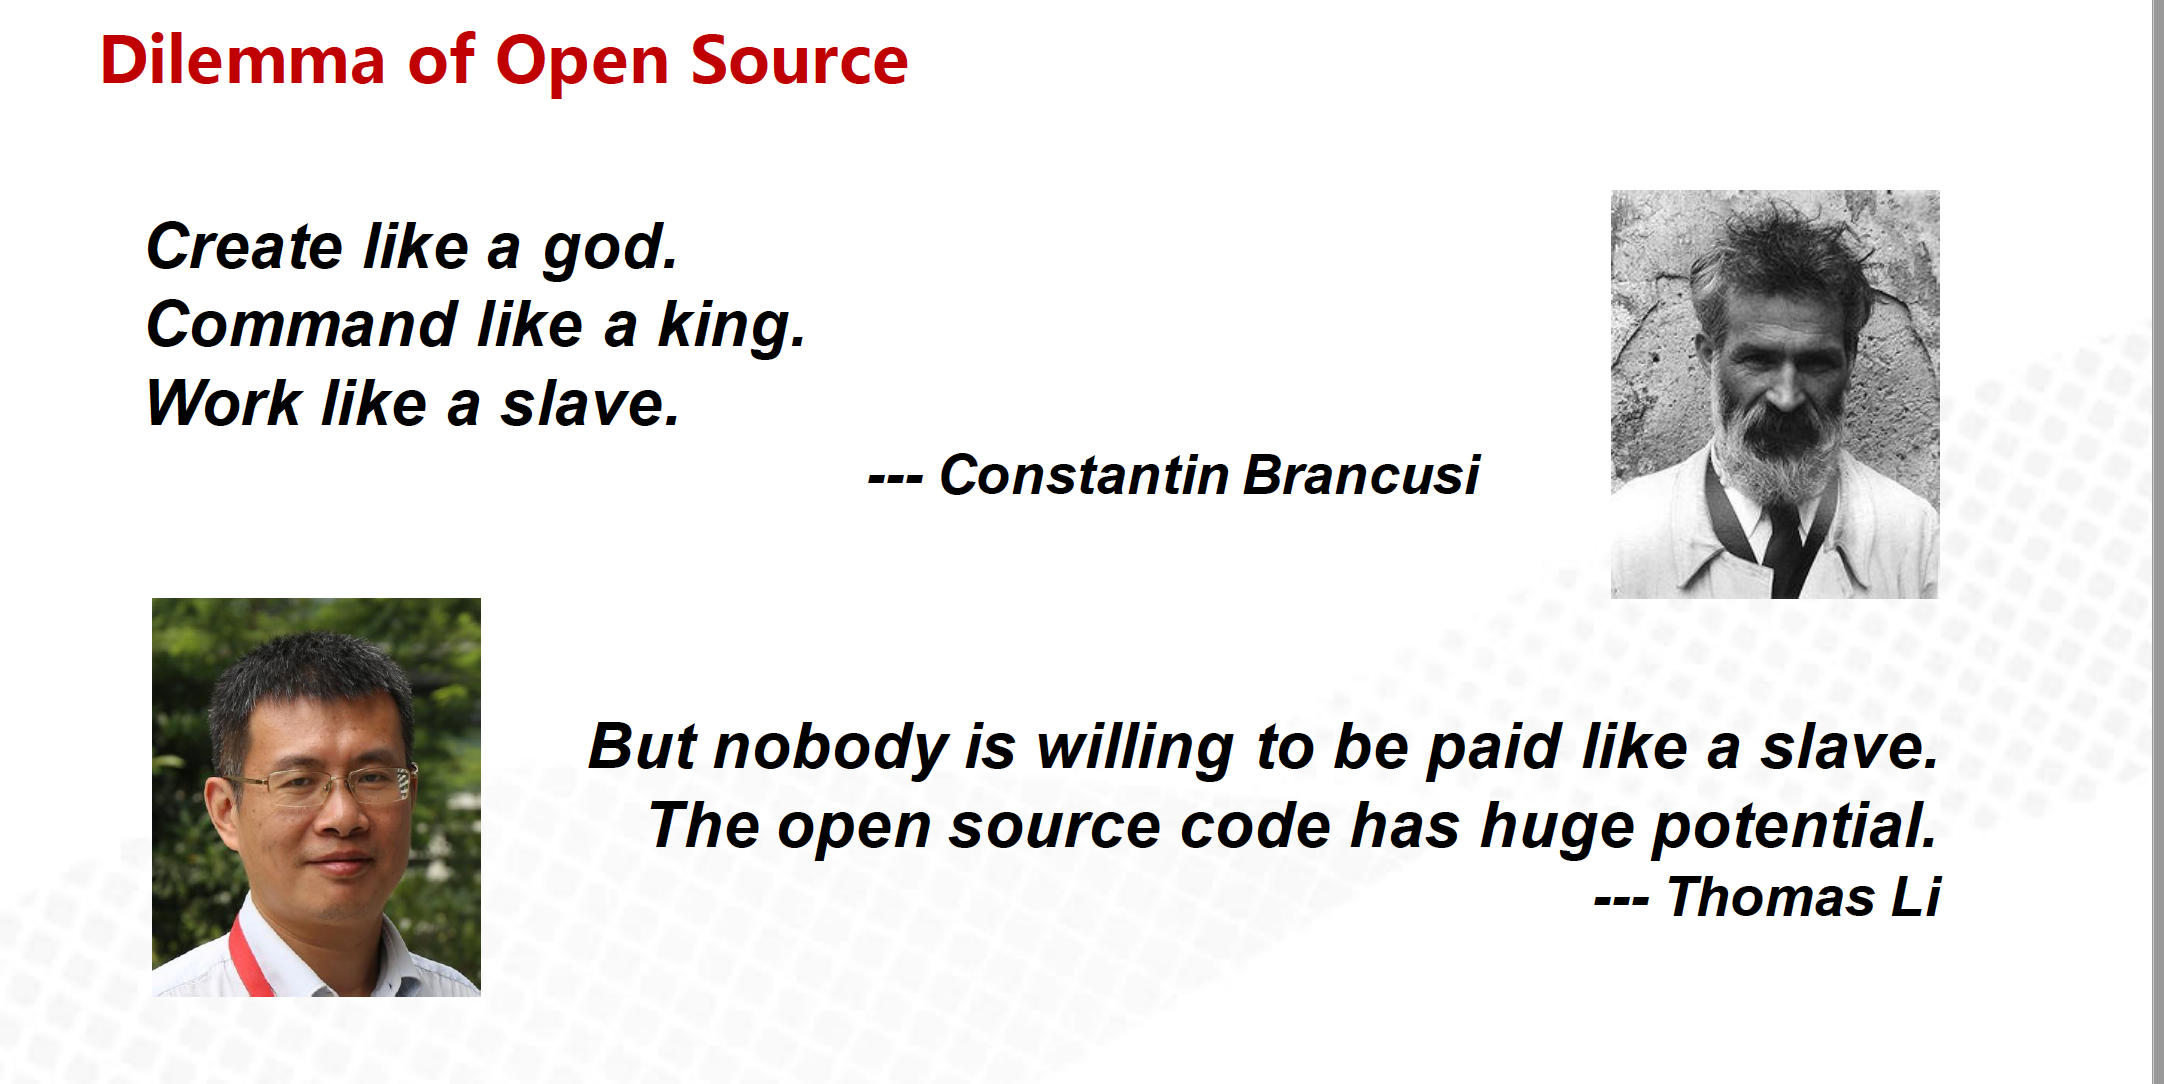 Dilemma of Open Source
Create like a god.
Command like a king.
Work like a slave.
--- Constantin Brancusi
But nobody is willing to be paid like a slave.
The open source code has huge potential.
--- Thomas Li